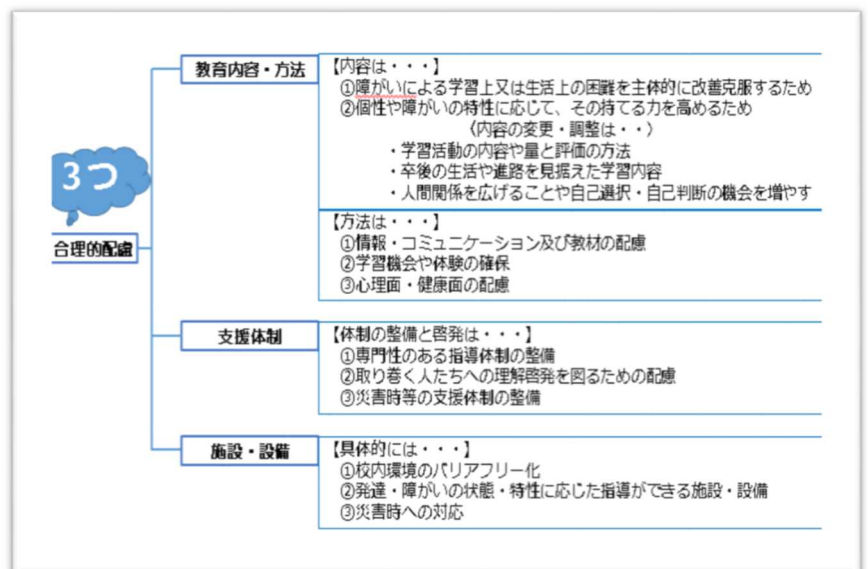 3つ
合理的配慮
教育内容・方法
【内容は・・・】
①障がいによる学習上又は生活上の困難を主体的に改善克服するため
②個性や障がいの特性に応じて、その持てる力を高めるため
〈内容の変更・調整は・・〉
・学習活動の内容や量と評価の方法
・卒後の生活や進路を見据えた学習内容
・人間関係を広げることや自己選択・自己判断の機会を増やす
【方法は・・・】
①情報・コミュニケーション及び教材の配慮
②学習機会や体験の確保
③心理面・健康面の配慮
支援体制
【体制の整備と啓発は・・・】
①専門性のある指導体制の整備
②取り巻く人たちへの理解啓発を図るための配慮
③災害時等の支援体制の整備
施設・設備
【具体的には・・・】
①校内環境のバリアフリー化
②発達・障がいの状態・特性に応じた指導ができる施設・設備
③災害時への対応